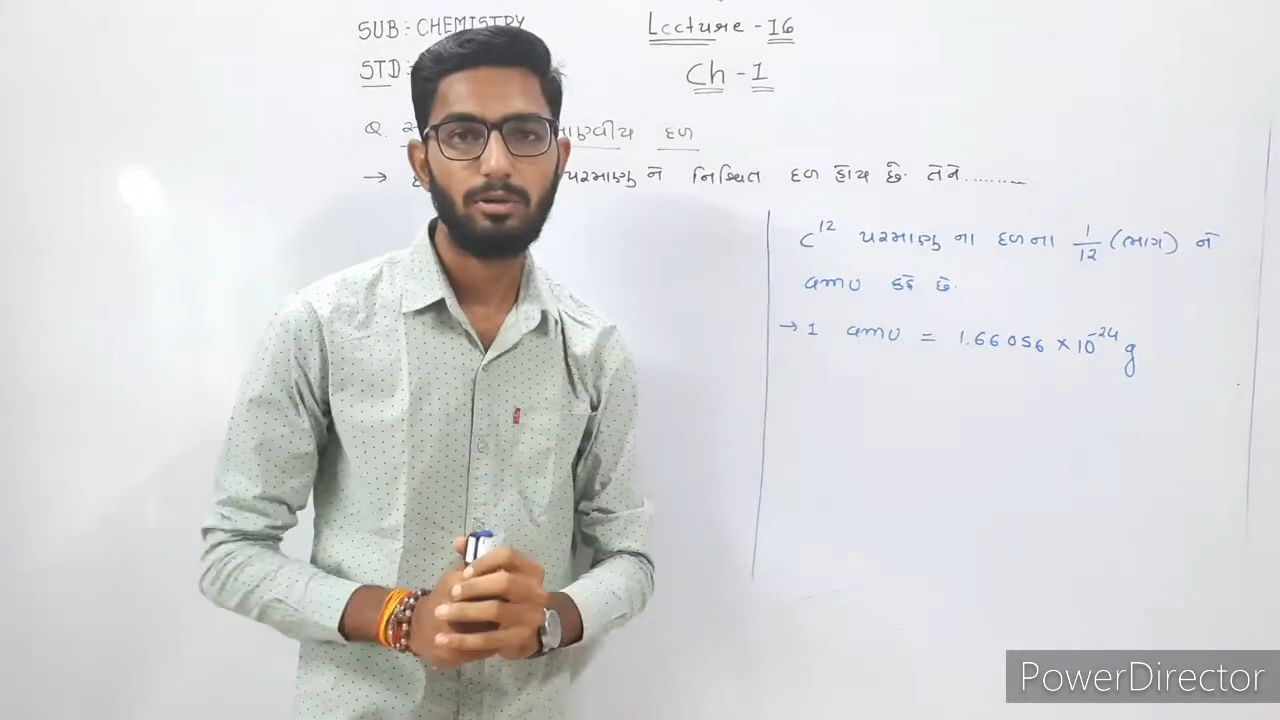 SUB : CHEMISTRY
Lecture - 16
STD :
Ch - 1
Q. દળ
→ પરમાણુ ને નિશ્ચિત દળ હોય છે. તેને.........
C¹² પરમાણુ ના દળના 1/12 (ભાગ) ને
amu કહે છે.
→ 1 amu = 1.66056 × 10⁻²⁴ g
PowerDirector